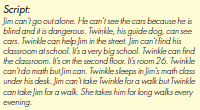 Script:
Jim can't go out alone. He can't see the cars because he is
blind and it is dangerous. Twinkle, his guide dog, can see
cars. Twinkle can help Jim in the street. Jim can't find his
classroom at school. It's a very big school. Twinkle can find
the classroom. It's on the second floor. It's room 26. Twinkle
can't do math but Jim can. Twinkle sleeps in Jim's math class
under his desk. Jim can take Twinkle for a walk but Twinkle
can take Jim for a walk. She takes him for long walks every
evening.